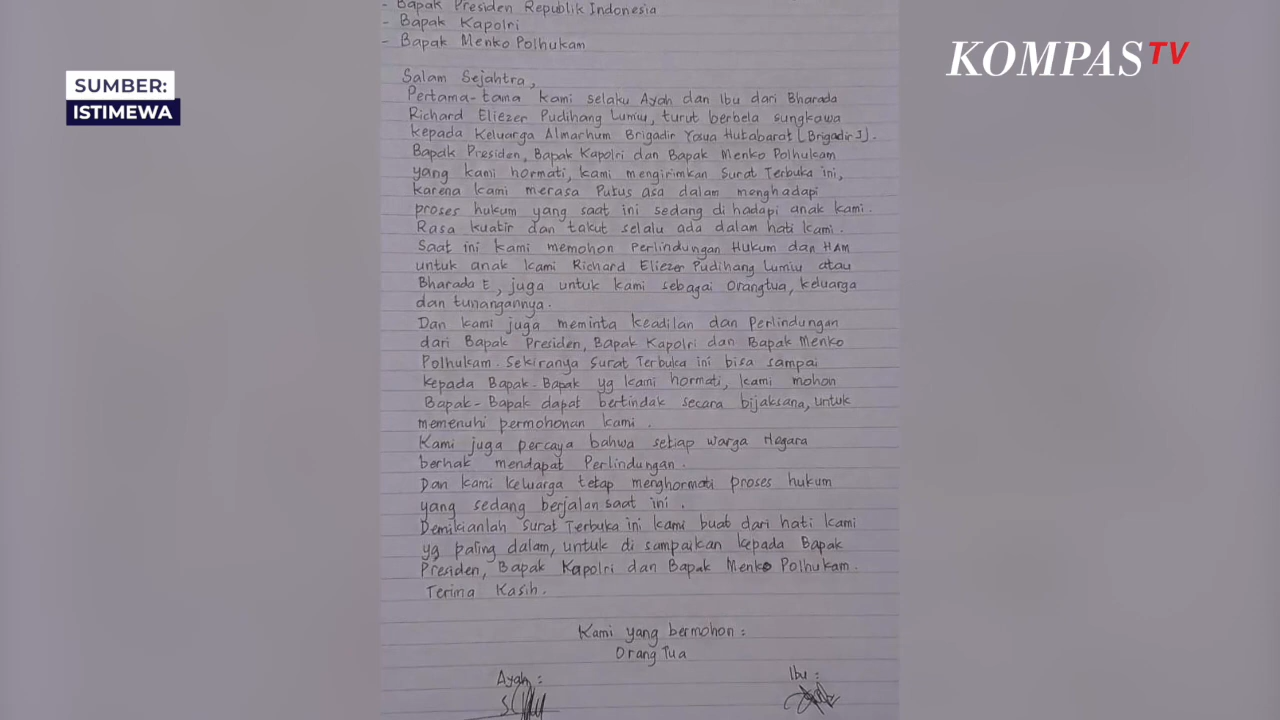 - Bapak Presiden Republik Indonesia
- Bapak Kapolri
- Bapak Menko Polhukam
KOMPAS TV
SUMBER:
ISTIMEWA
Salam Sejahtra,
Pertama-tama kami selaku Ayah dan Ibu dari Bharada
Richard Eliezer Pudihang Lumiu, turut berbela sungkawa
kepada Keluarga Almarhum Brigadir Yosua Hutabarat (Brigadir J).
Bapak Presiden, Bapak Kapolri dan Bapak Menko Polhukam
yang kami hormati, kami mengirimkan Surat Terbuka ini,
karena kami merasa Putus asa dalam menghadapi
proses hukum yang saat ini sedang di hadapi anak kami.
Rasa kuatir dan takut selalu ada dalam hati kami.
Saat ini kami memohon Perlindungan Hukum dan HAM
untuk anak kami Richard Eliezer Pudihang Lumiu atau
Bharada E, juga untuk kami sebagai Orangtua, keluarga
dan tunangannya.
Dan kami juga meminta keadilan dan Perlindungan
dari Bapak Presiden, Bapak Kapolri dan Bapak Menko
Polhukam. Sekiranya Surat Terbuka ini bisa sampai
kepada Bapak-Bapak yg kami hormati, kami mohon
Bapak-Bapak dapat bertindak secara bijaksana, untuk
memenuhi permohonan kami.
Kami juga percaya bahwa setiap warga Negara
berhak mendapat Perlindungan.
Dan kami keluarga tetap menghormati proses hukum
yang sedang berjalan saat ini.
Demikianlah Surat Terbuka ini kami buat dari hati kami
yg paling dalam, untuk di sampaikan kepada Bapak
Presiden, Bapak Kapolri dan Bapak Menko Polhukam.
Terima Kasih.
Kami yang bermohon:
Orang Tua
Ayah: Ibu: